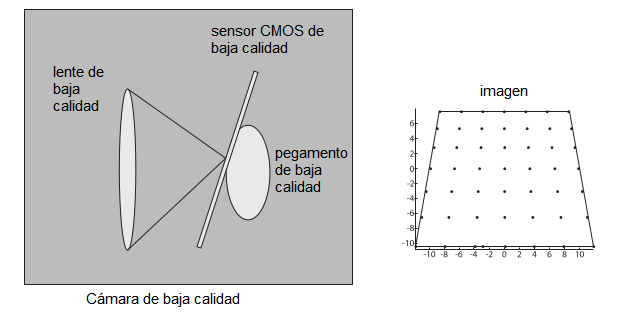 sensor CMOS de
baja calidad
lente de
baja
calidad
pegamento
de baja
calidad
Cámara de baja calidad
imagen
6
4
2
0
-2
-4
-6
-8
-10
-10 -8 -6 -4 -2 0 2 4 6 8 10